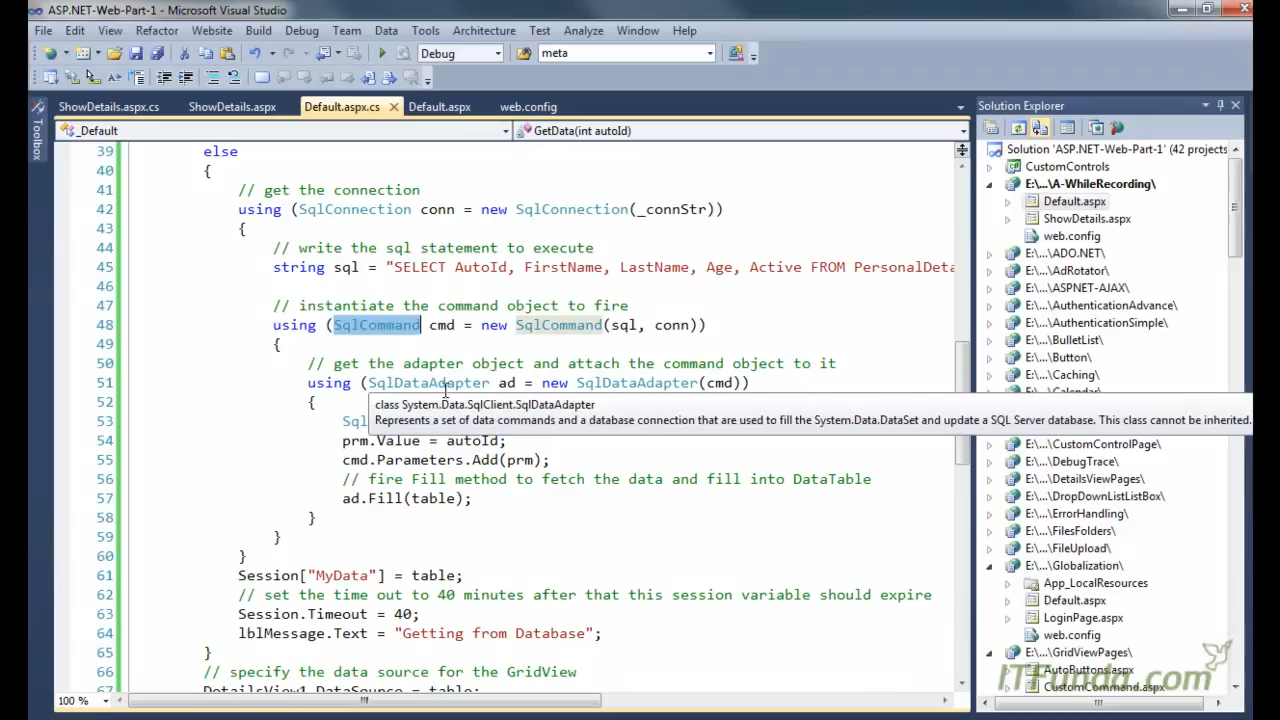 ASP.NET-Web-Part-1 - Microsoft Visual Studio
File Edit View Refactor Website Build Debug Team Data Tools Architecture Test Analyze Window Help
Debug meta
ShowDetails.aspx.cs ShowDetails.aspx Default.aspx.cs Default.aspx web.config
_Default GetData(int autoId)
Toolbox
39 else
40 {
41 // get the connection
42 using (SqlConnection conn = new SqlConnection(_connStr))
43 {
44 // write the sql statement to execute
45 string sql = "SELECT AutoId, FirstName, LastName, Age, Active FROM PersonalDeta
46
47 // instantiate the command object to fire
48 using (SqlCommand cmd = new SqlCommand(sql, conn))
49 {
50 // get the adapter object and attach the command object to it
51 using (SqlDataAdapter ad = new SqlDataAdapter(cmd))
class System.Data.SqlClient.SqlDataAdapter
Represents a set of data commands and a database connection that are used to fill the System.Data.DataSet and update a SQL Server database. This class cannot be inherited.
52 {
53 Sql
54 prm.Value = autoId;
55 cmd.Parameters.Add(prm);
56 // fire Fill method to fetch the data and fill into DataTable
57 ad.Fill(table);
58 }
59 }
60 }
61 Session["MyData"] = table;
62 // set the time out to 40 minutes after that this session variable should expire
63 Session.Timeout = 40;
64 lblMessage.Text = "Getting from Database";
65 }
66 // specify the data source for the GridView
67 DetailsView1.DataSource = table;
100 %
Solution Explorer
Solution 'ASP.NET-Web-Part-1' (42 projects
CustomControls
E:\...\A-WhileRecording\
Default.aspx
ShowDetails.aspx
web.config
E:\...\ADO.NET\
E:\...\AdRotator\
E:\...\ASPNET-AJAX\
E:\...\AuthenticationAdvance\
E:\...\AuthenticationSimple\
E:\...\BulletList\
E:\...\Button\
E:\...\Caching\
E:\...\CustomControlPage\
E:\...\DebugTrace\
E:\...\DetailsViewPages\
E:\...\DropDownListListBox\
E:\...\ErrorHandling\
E:\...\FilesFolders\
E:\...\FileUpload\
E:\...\Globalization\
App_LocalResources
Default.aspx
LoginPage.aspx
web.config
E:\...\GridViewPages\
AutoButtons.aspx
CustomCommand.aspx
ITFunda.com